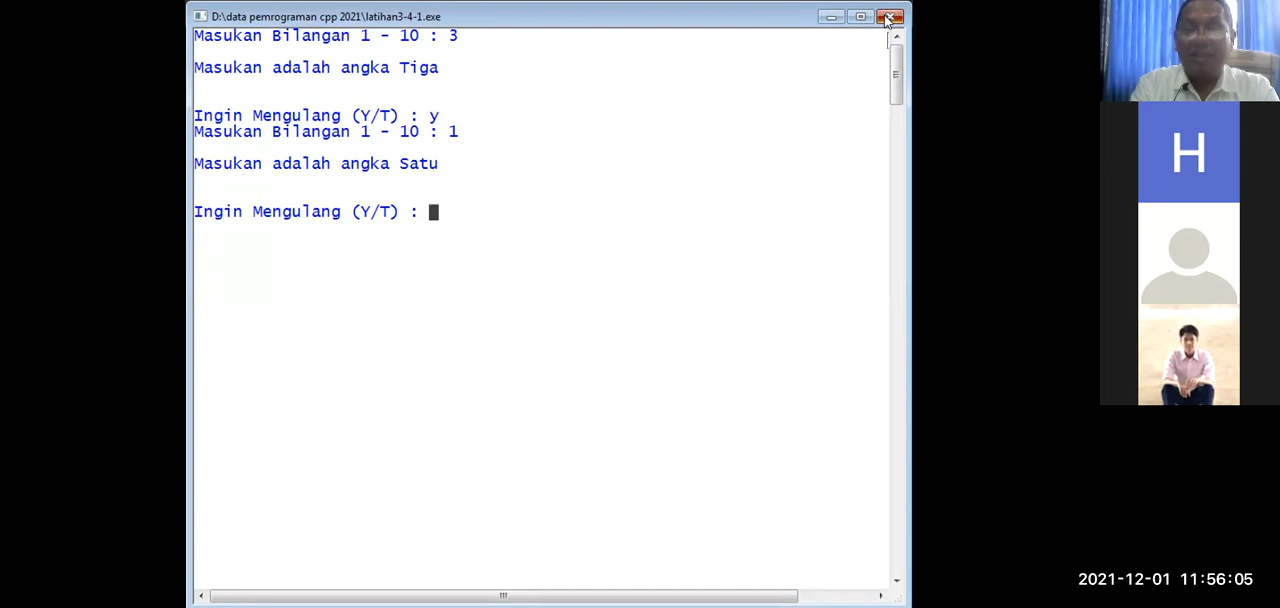 D:\data pemrograman cpp 2021\latihan3-4-1.exe
Masukan Bilangan 1 - 10 : 3
Masukan adalah angka Tiga
Ingin Mengulang (Y/T) : y
Masukan Bilangan 1 - 10 : 1
Masukan adalah angka Satu
Ingin Mengulang (Y/T) :
H
2021-12-01 11:56:05